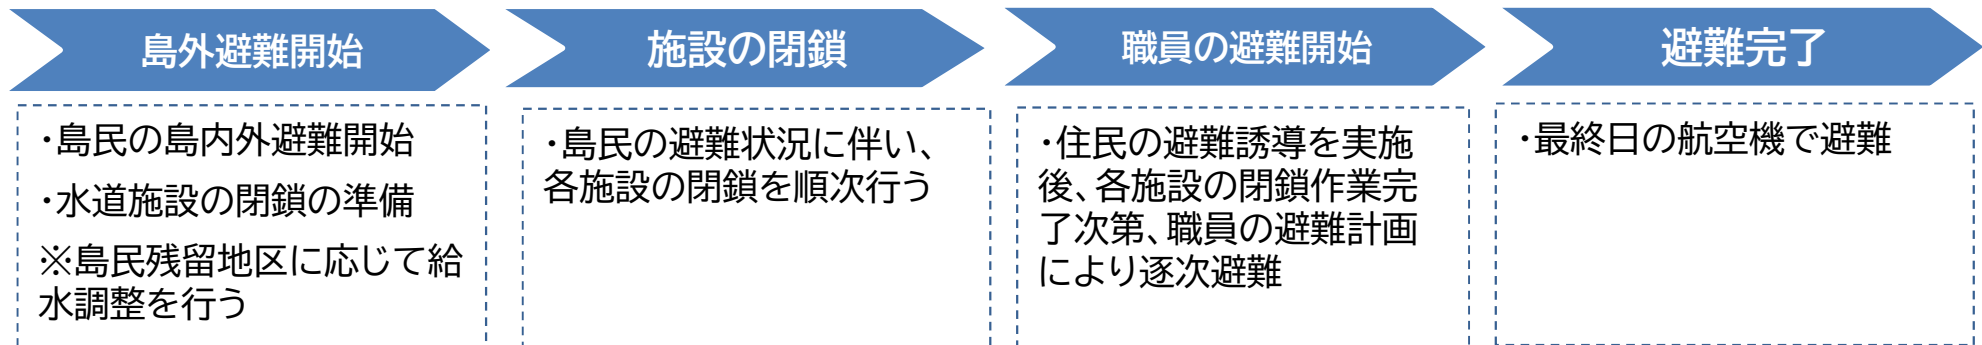 島外避難開始
・島民の島内外避難開始
・水道施設の閉鎖の準備
※島民残留地区に応じて給
水調整を行う
施設の閉鎖
・島民の避難状況に伴い、
各施設の閉鎖を順次行う
職員の避難開始
・住民の避難誘導を実施
後、各施設の閉鎖作業完
了次第、職員の避難計画
により逐次避難
避難完了
・最終日の航空機で避難